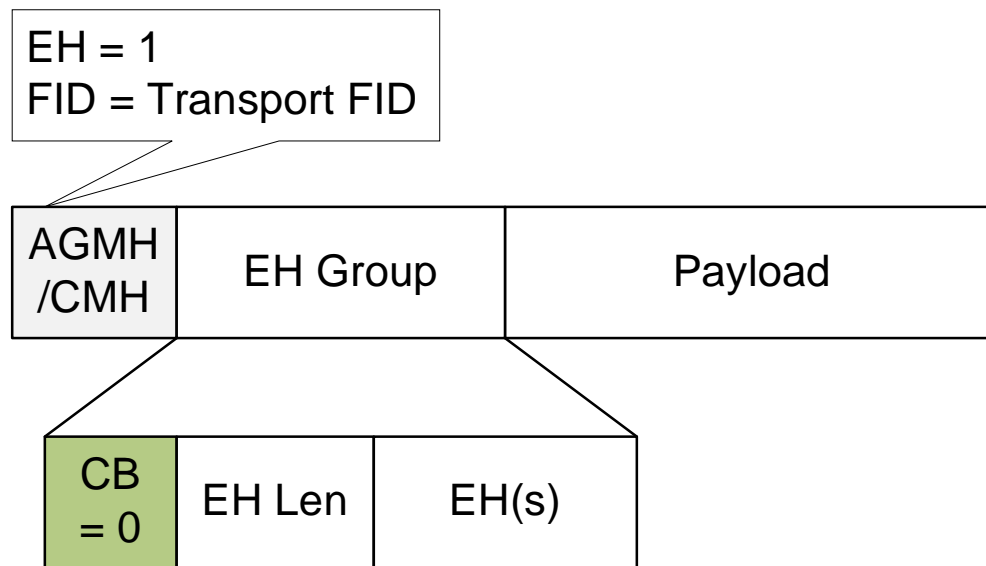 EH = 1
FID = Transport FID
AGMH
/CMH
EH Group
Payload
CB
= 0
EH Len
EH(s)